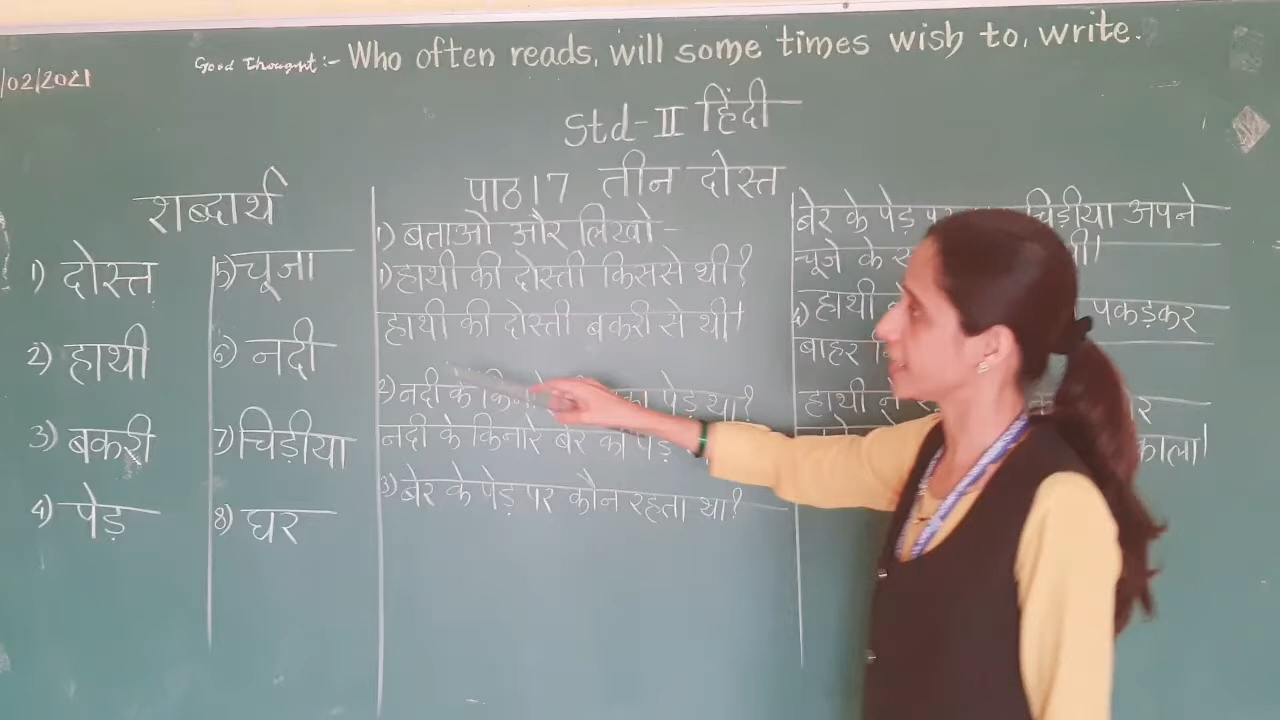 /02/2021
Good Thought:- Who often reads, will some times wish to, write.
Std-II हिंदी
पाठ 17 तीन दोस्त
शब्दार्थ
1) दोस्त
2) हाथी
3) बकरी
4) पेड़
5) चूजा
6) नदी
7) चिड़ीया
8) घर
1) बताओ और लिखो-
1) हाथी की दोस्ती किससे थी?
हाथी की दोस्ती बकरी से थी।
2) नदी के पेड़ था?
नदी के किनारे बेर का पेड़
3) बेर के पेड़ पर कौन रहता था?
बेर के पेड़ पर चिड़ीया अपने
चूजे के थी।
4) हाथी पकड़कर
बाहर
हाथी ने